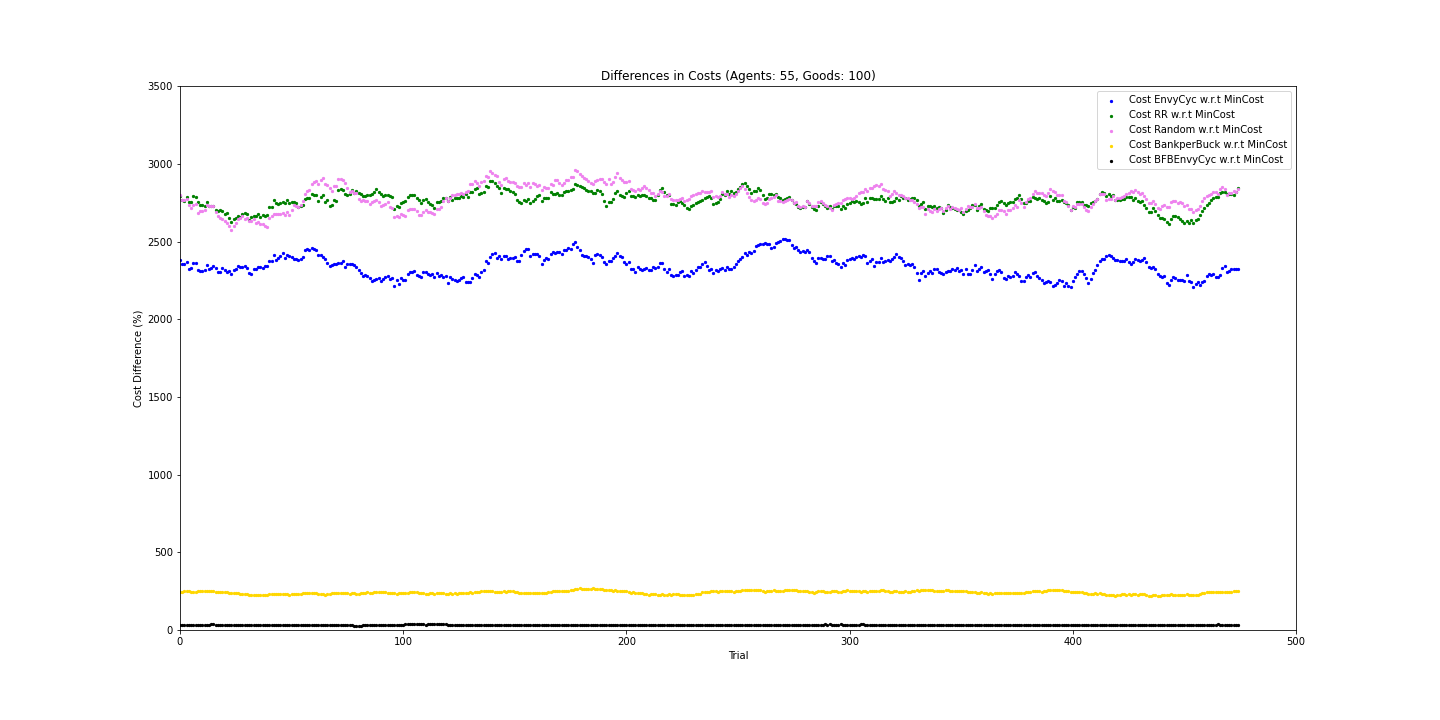 Differences in Costs (Agents: 55, Goods: 100)
3500
3000
2500
2000
1500
1000
500
0
Cost Difference (%)
Cost EnvyCyc w.r.t MinCost
Cost RR w.r.t MinCost
Cost Random w.r.t MinCost
Cost BankperBuck w.r.t MinCost
Cost BFBEnvyCyc w.r.t MinCost
0 100 200 300 400 500
Trial